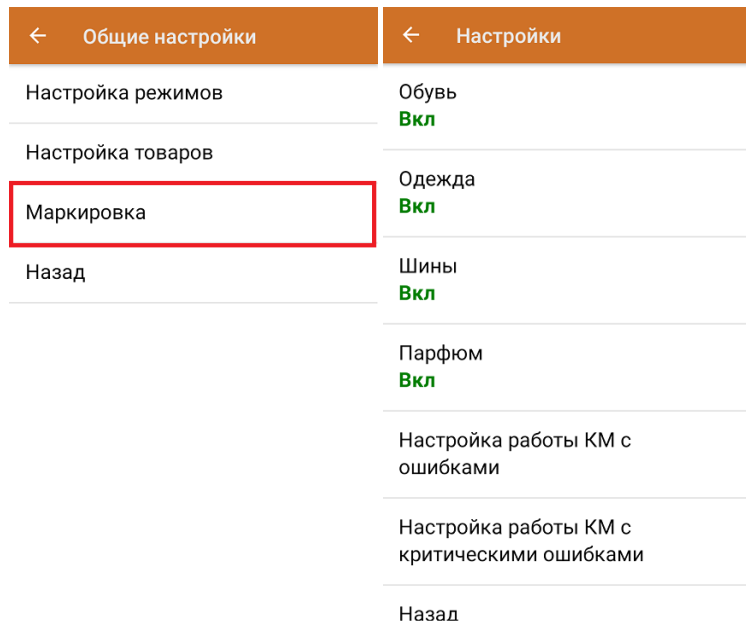 Общие настройки
Настройка режимов
Настройка товаров
Маркировка
Назад
Настройки
Обувь
Вкл
Одежда
Вкл
Шины
Вкл
Парфюм
Вкл
Настройка работы КМ с
ошибками
Настройка работы КМ с
критическими ошибками
Назад